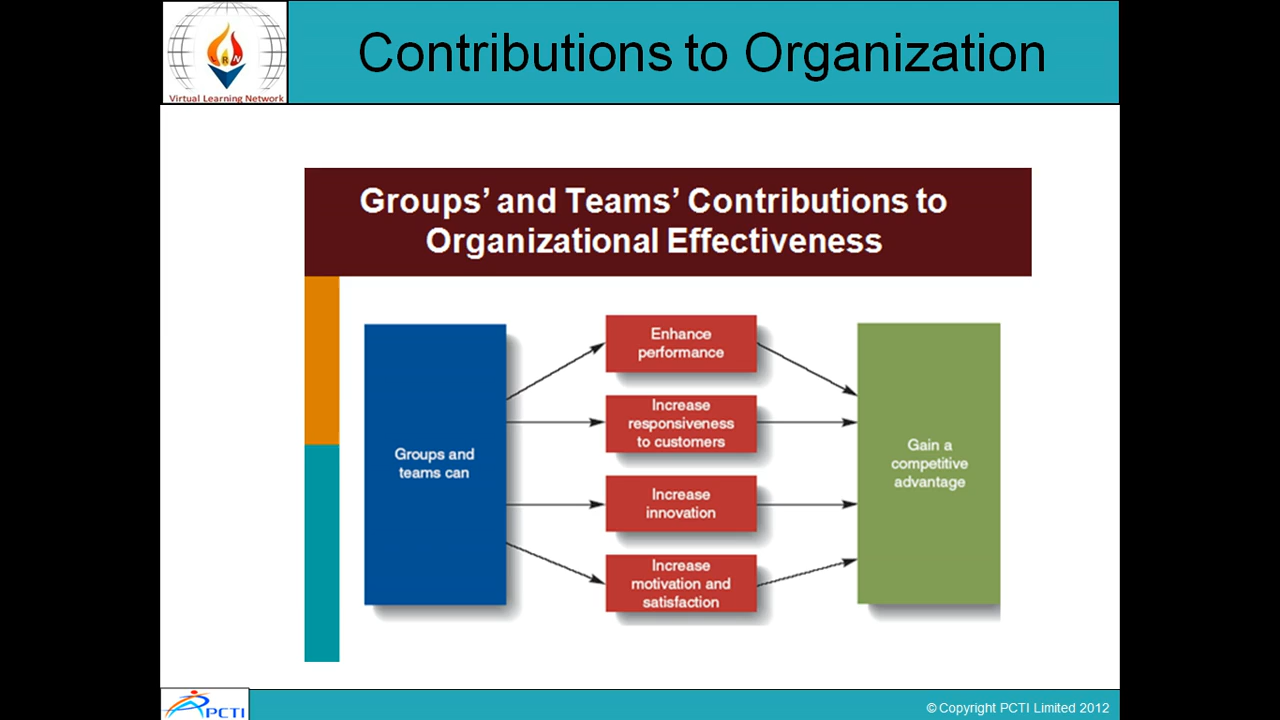 Contributions to Organization
LRN
Virtual Learning Network
Groups’ and Teams’ Contributions to
Organizational Effectiveness
Groups and
teams can
Enhance
performance
Increase
responsiveness
to customers
Increase
innovation
Increase
motivation and
satisfaction
Gain a
competitive
advantage
PCTI
© Copyright PCTI Limited 2012